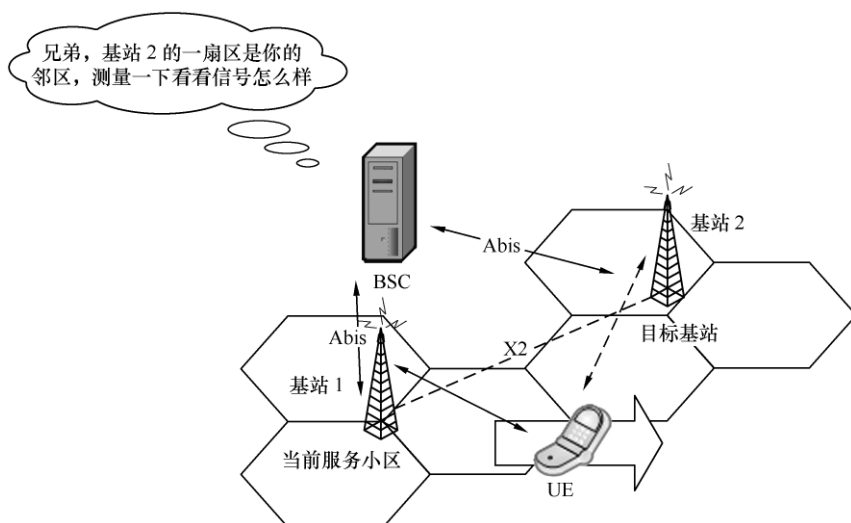 兄弟，基站 2 的一扇区是你的
邻区，测量一下看看信号怎么样
基站 2
Abis
BSC
目标基站
Abis
X2
基站 1
当前服务小区
UE